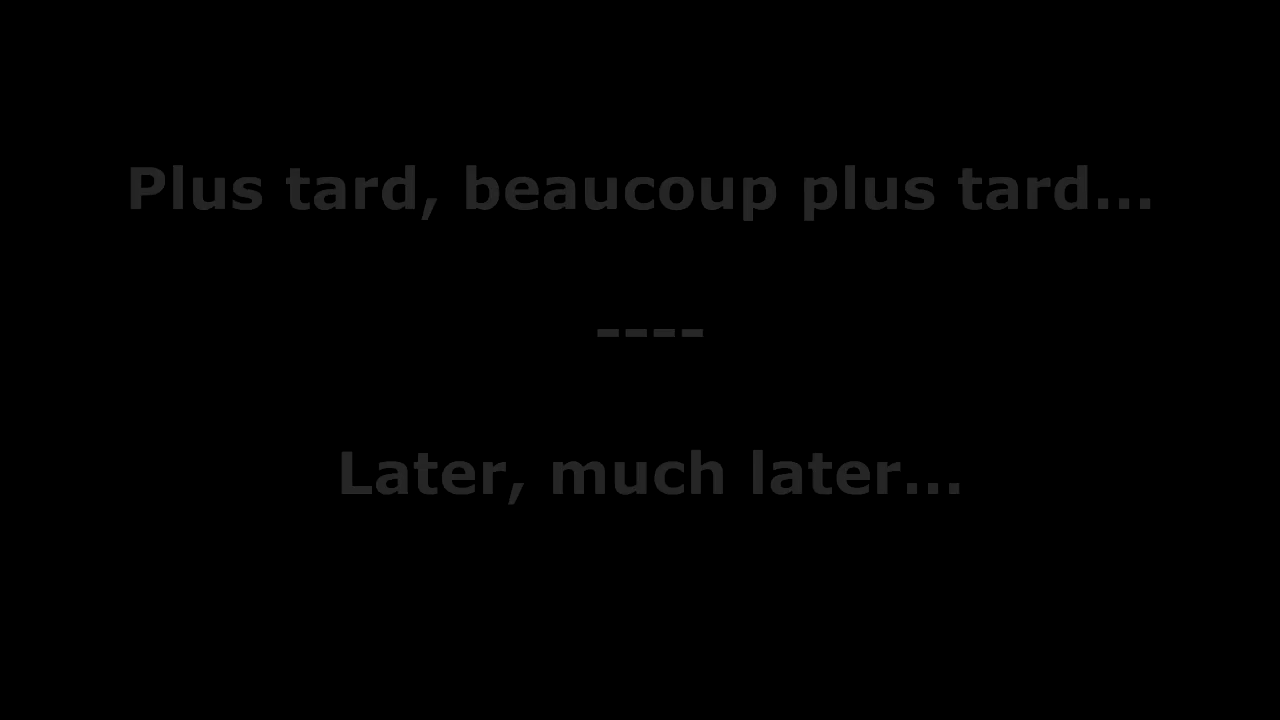 Plus tard, beaucoup plus tard...
----
Later, much later...